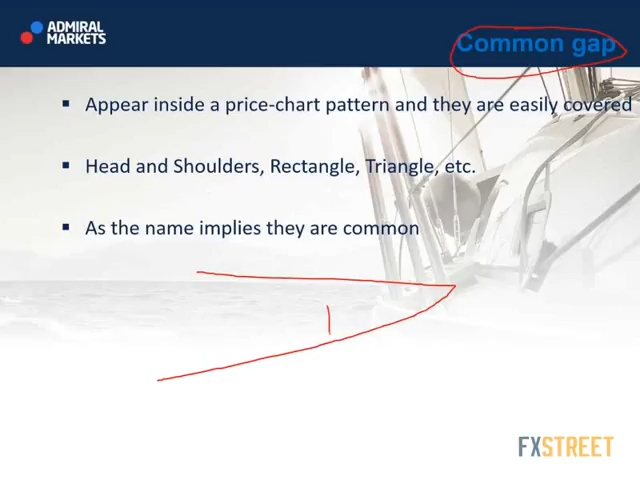 ADMIRAL
MARKETS
Common gap
Appear inside a price-chart pattern and they are easily covered
Head and Shoulders, Rectangle, Triangle, etc.
As the name implies they are common
FXSTREET